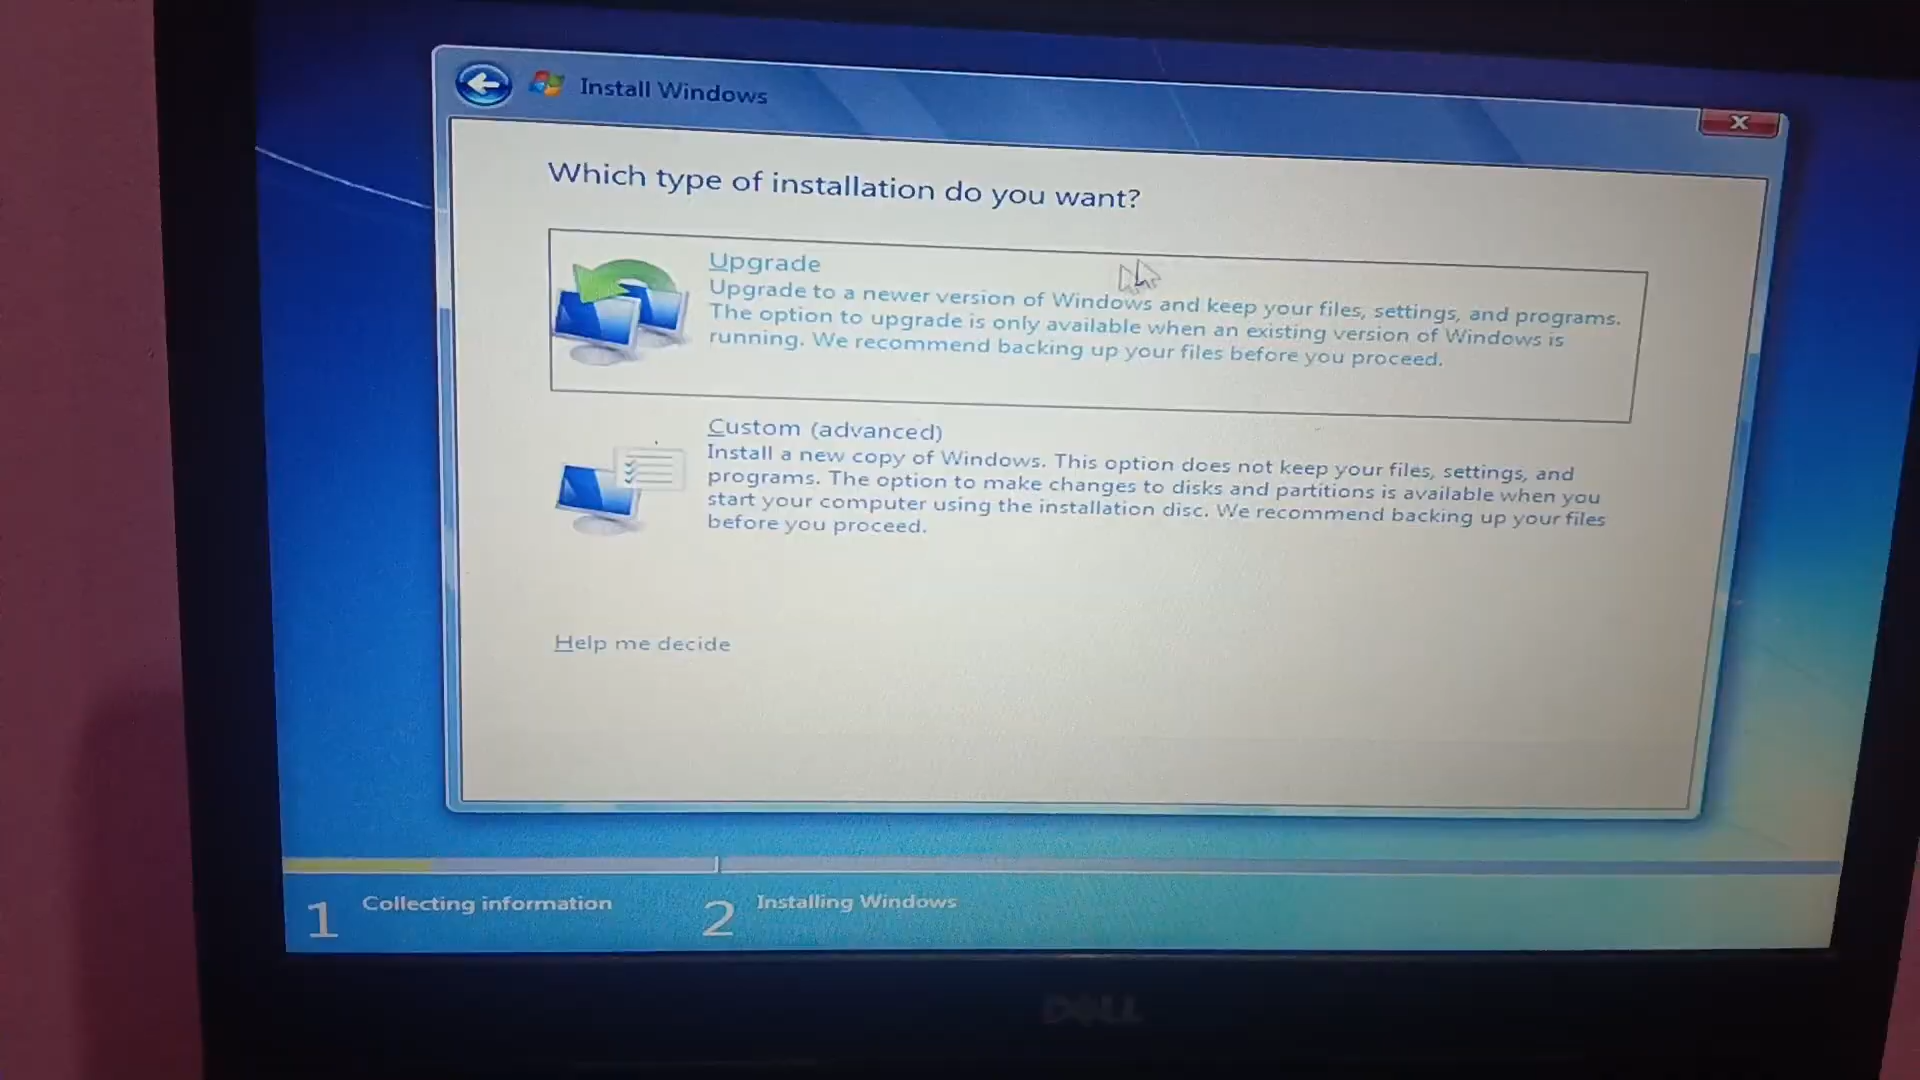 Install Windows
Which type of installation do you want?
Upgrade
Upgrade to a newer version of Windows and keep your files, settings, and programs.
The option to upgrade is only available when an existing version of Windows is
running. We recommend backing up your files before you proceed.
Custom (advanced)
Install a new copy of Windows. This option does not keep your files, settings, and
programs. The option to make changes to disks and partitions is available when you
start your computer using the installation disc. We recommend backing up your files
before you proceed.
Help me decide
1 Collecting information
2 Installing Windows
DELL